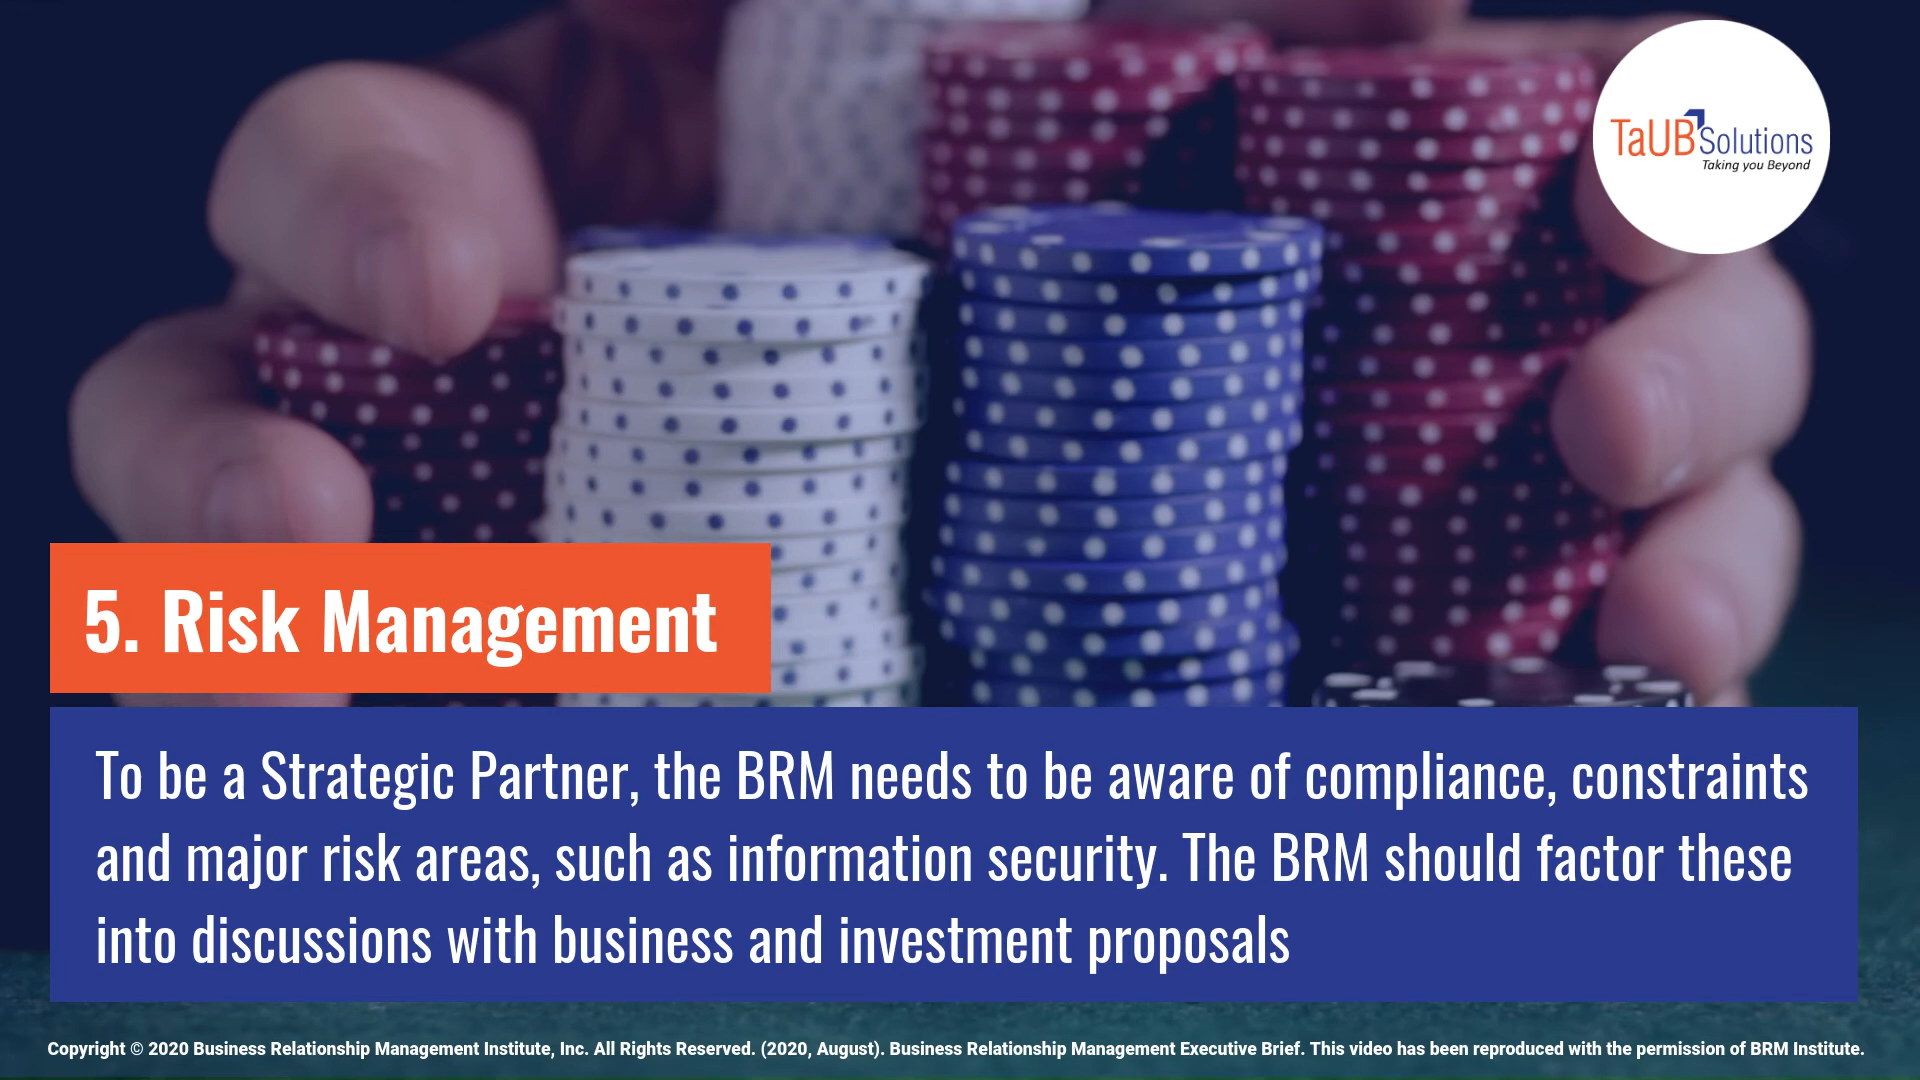 TaUB Solutions
Taking you Beyond
5. Risk Management
To be a Strategic Partner, the BRM needs to be aware of compliance, constraints
and major risk areas, such as information security. The BRM should factor these
into discussions with business and investment proposals
Copyright © 2020 Business Relationship Management Institute, Inc. All Rights Reserved. (2020, August). Business Relationship Management Executive Brief. This video has been reproduced with the permission of BRM Institute.